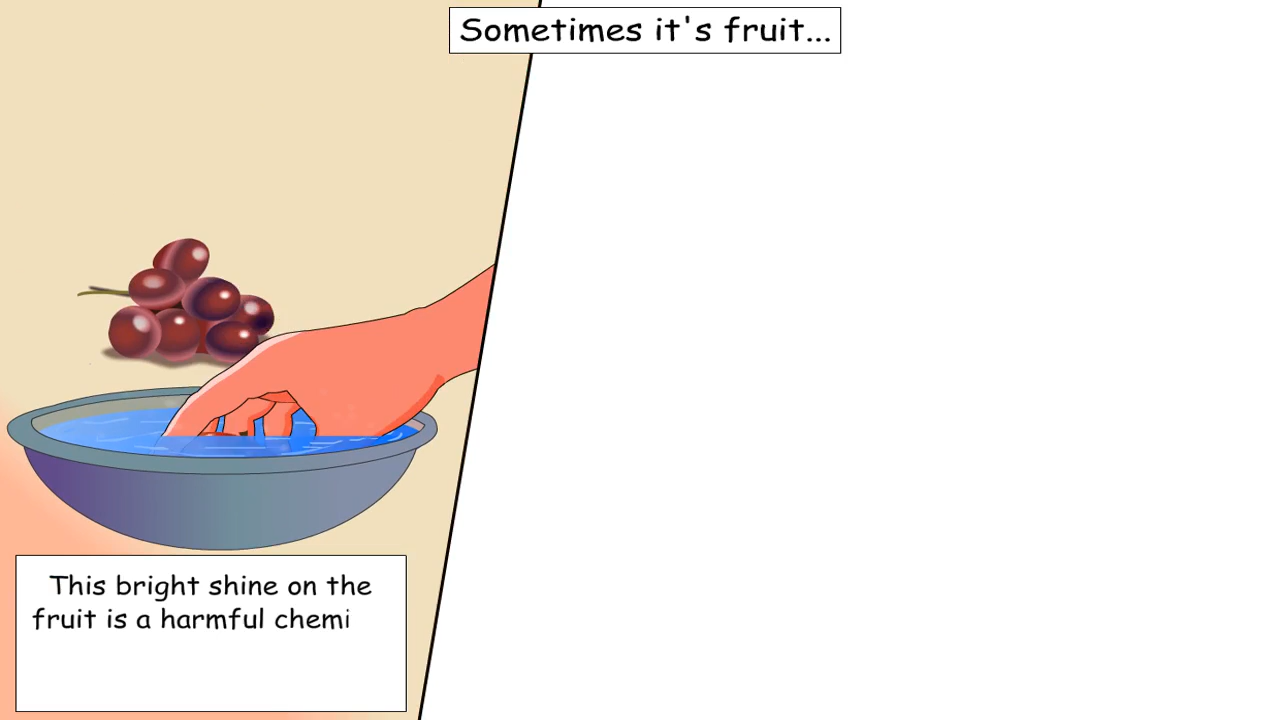 Sometimes it's fruit...
This bright shine on the
fruit is a harmful chemi